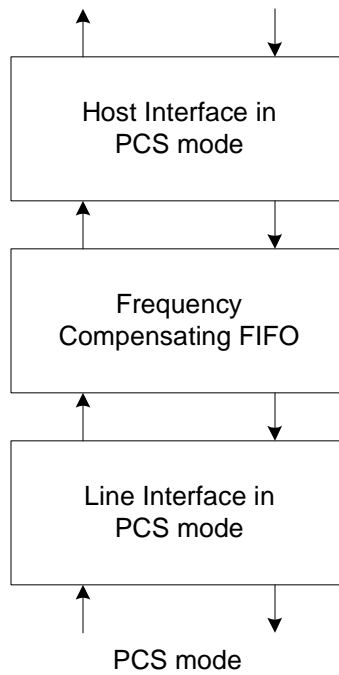 Host Interface in
PCS mode
Frequency
Compensating FIFO
Line Interface in
PCS mode
PCS mode